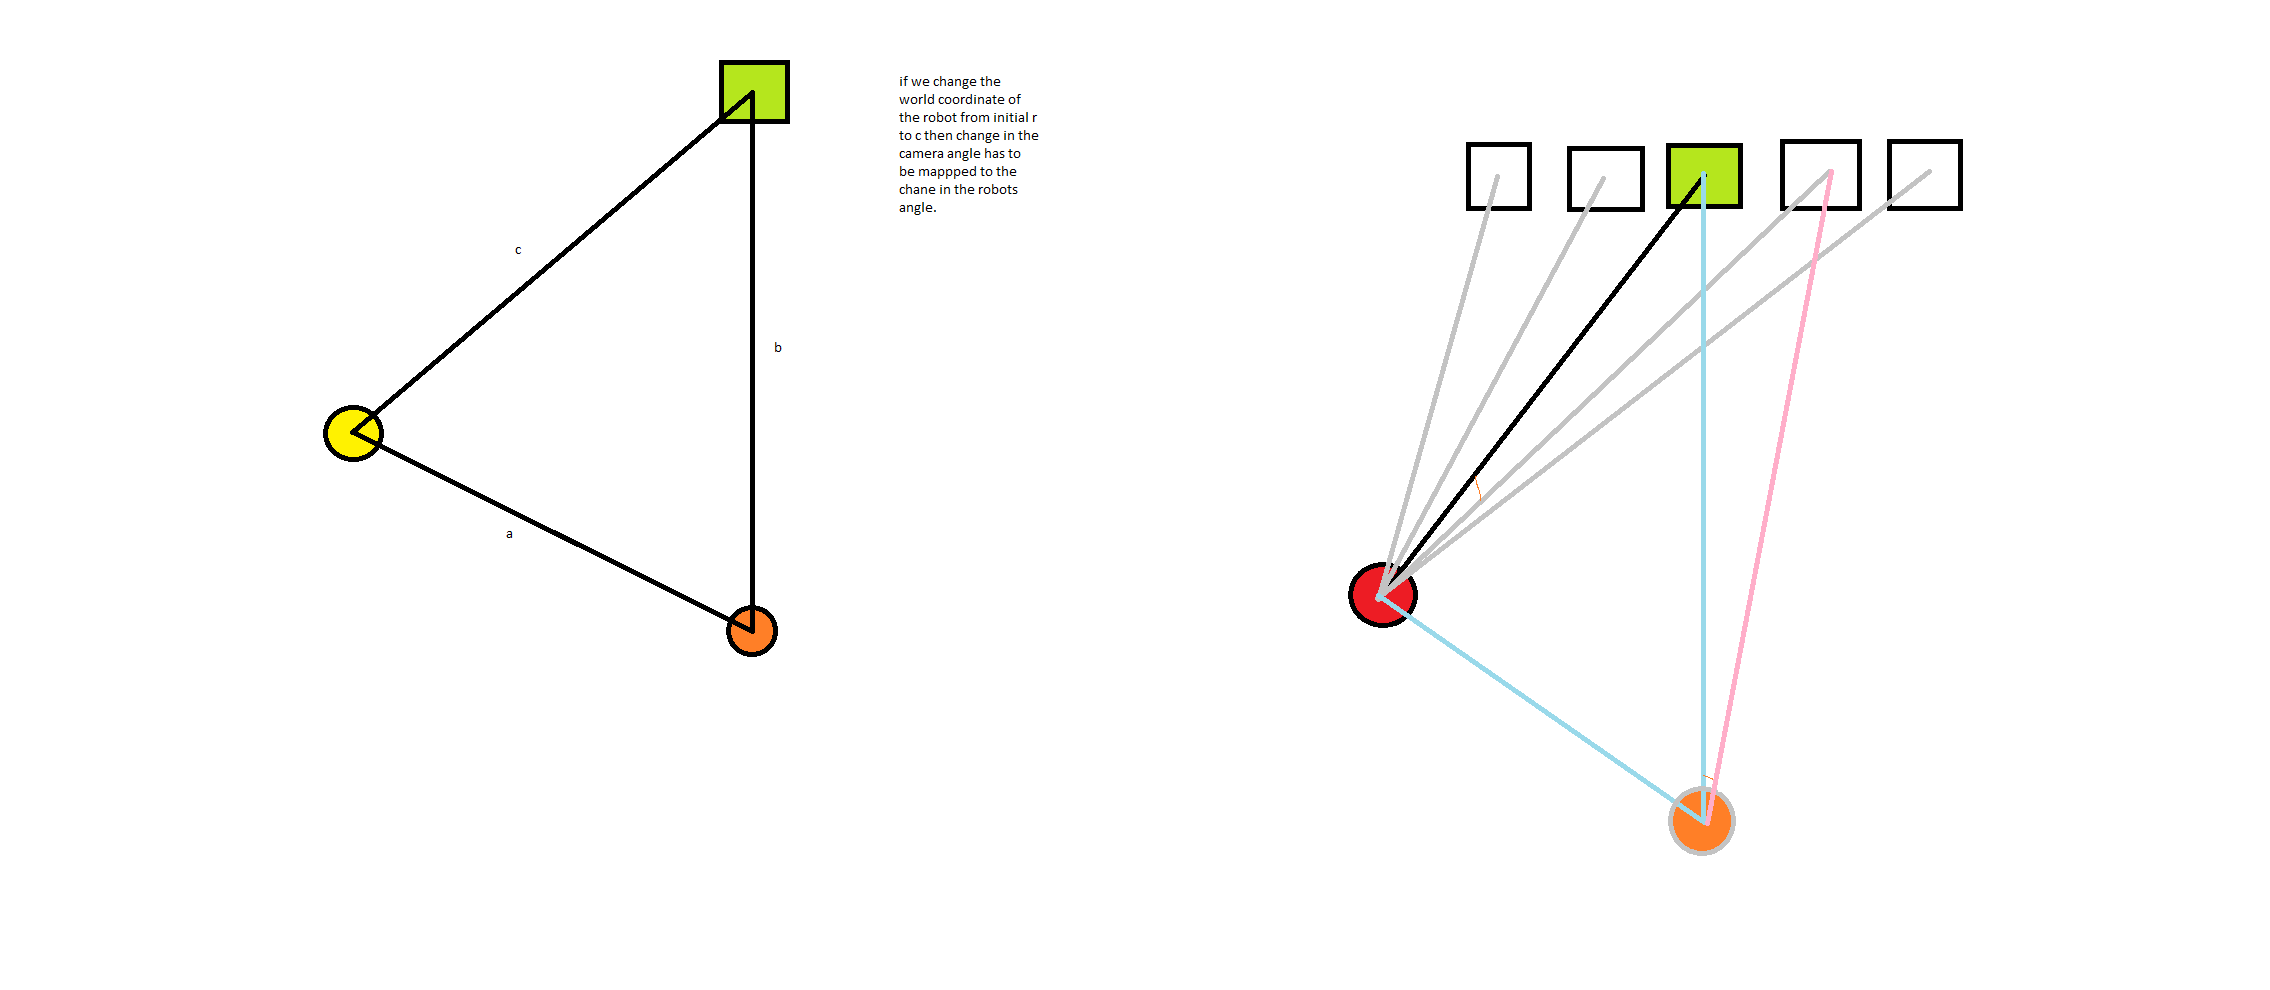 if we change the
world coordinate of
the robot from initial r
to c then change in the
camera angle has to
be mappped to the
chane in the robots
angle.
c
b
a